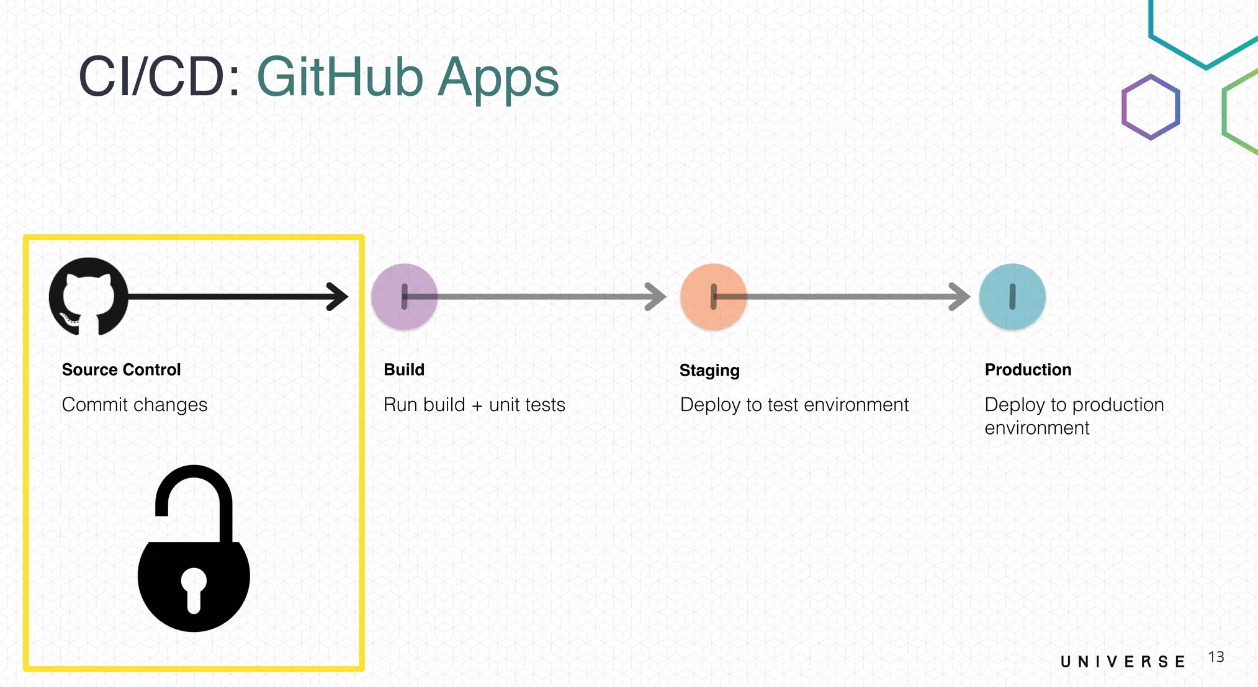 CI/CD: GitHub Apps
Source Control
Commit changes
Build
Run build + unit tests
Staging
Deploy to test environment
Production
Deploy to production
environment
UNIVERSE 13